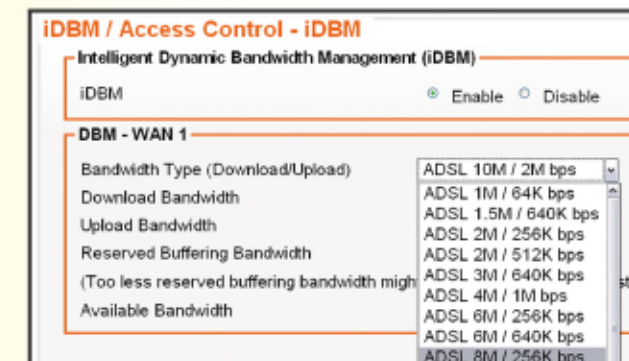 iDBM / Access Control - iDBM
Intelligent Dynamic Bandwidth Management (iDBM)
iDBM Enable Disable
DBM - WAN 1
Bandwidth Type (Download/Upload) ADSL 10M / 2M bps
Download Bandwidth
Upload Bandwidth
Reserved Buffering Bandwidth
(Too less reserved buffering bandwidth
Available Bandwidth
ADSL 1M / 64K bps
ADSL 1.5M / 640K bps
ADSL 2M / 256K bps
ADSL 2M / 512K bps
ADSL 3M / 640K bps
ADSL 4M / 1M bps
ADSL 6M / 256K bps
ADSL 6M / 640K bps
ADSL 8M / 256K bps